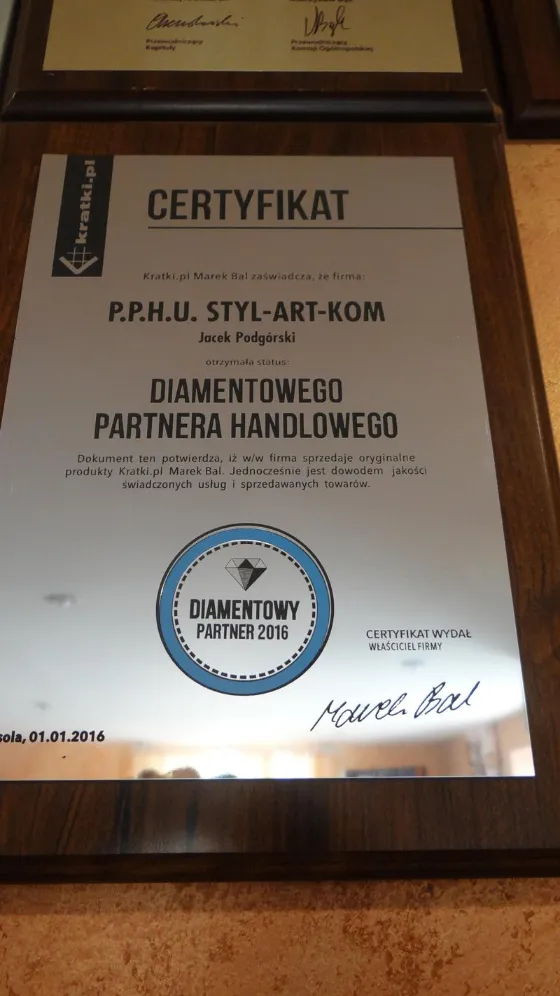 Przewodniczący
Kapituły
Przewodniczący
Komisji Ogólnopolskiej
kratki.pl
CERTYFIKAT
Kratki.pl Marek Bal zaświadcza, że firma:
P.P.H.U. STYL-ART-KOM
Jacek Podgórski
otrzymała status:
DIAMENTOWEGO
PARTNERA HANDLOWEGO
Dokument ten potwierdza, iż w/w firma sprzedaje oryginalne
produkty Kratki.pl Marek Bal. Jednocześnie jest dowodem jakości
świadczonych usług i sprzedawanych towarów.
DIAMENTOWY
PARTNER 2016
CERTYFIKAT WYDAŁ
WŁAŚCICIEL FIRMY
Marek Bal
sola, 01.01.2016